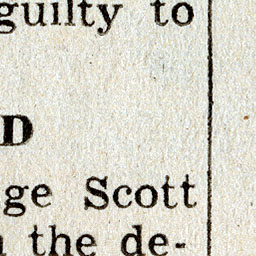 guilty to
D
ge Scott
the de-